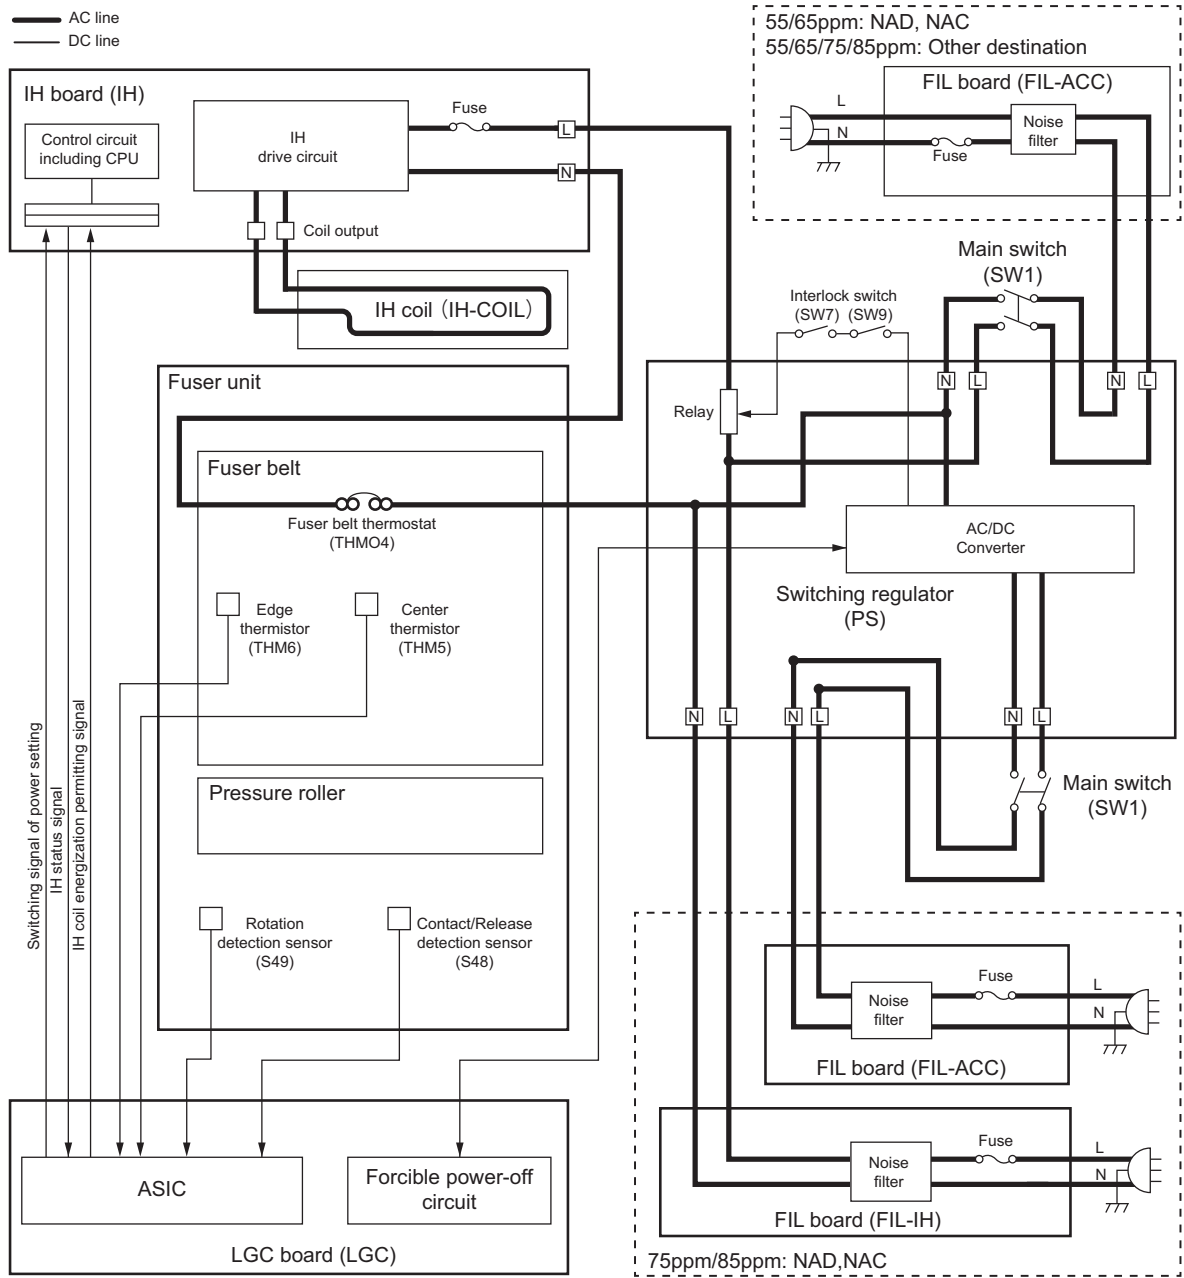 AC line
DC line
55/65ppm: NAD, NAC
55/65/75/85ppm: Other destination
FIL board (FIL-ACC)
L
N
Fuse
Noise
filter
IH board (IH)
Control circuit
including CPU
IH
drive circuit
Fuse
L
N
Coil output
IH coil (IH-COIL)
Main switch
(SW1)
Interlock switch
(SW7) (SW9)
N
L
N
L
Relay
Fuser unit
Fuser belt
Fuser belt thermostat
(THMO4)
AC/DC
Converter
Switching regulator
(PS)
Edge
thermistor
(THM6)
Center
thermistor
(THM5)
N
L
N
L
N
L
Main switch
(SW1)
Pressure roller
Switching signal of power setting
IH status signal
IH coil energization permitting signal
Rotation
detection sensor
(S49)
Contact/Release
detection sensor
(S48)
Noise
filter
Fuse
L
N
FIL board (FIL-ACC)
Noise
filter
Fuse
L
N
FIL board (FIL-IH)
75ppm/85ppm: NAD,NAC
ASIC
Forcible power-off
circuit
LGC board (LGC)